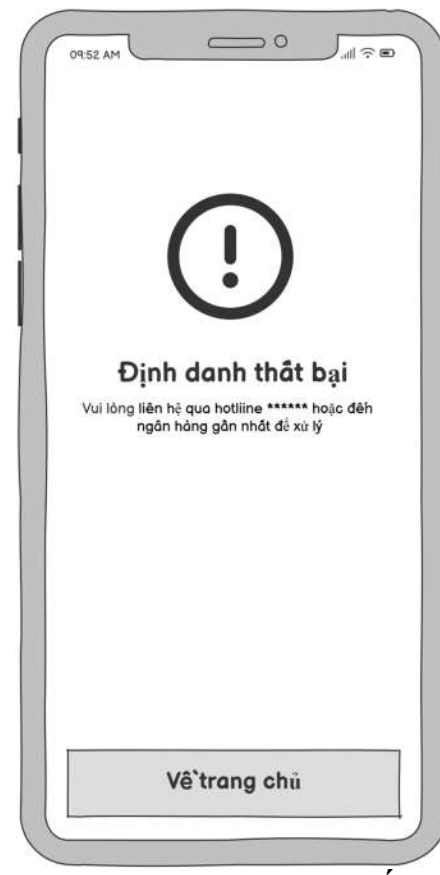 09:52 AM
Định danh thất bại
Vui lòng liên hệ qua hotliine ****** hoặc đến
ngân hàng gần nhất để xử lý
Về trang chủ